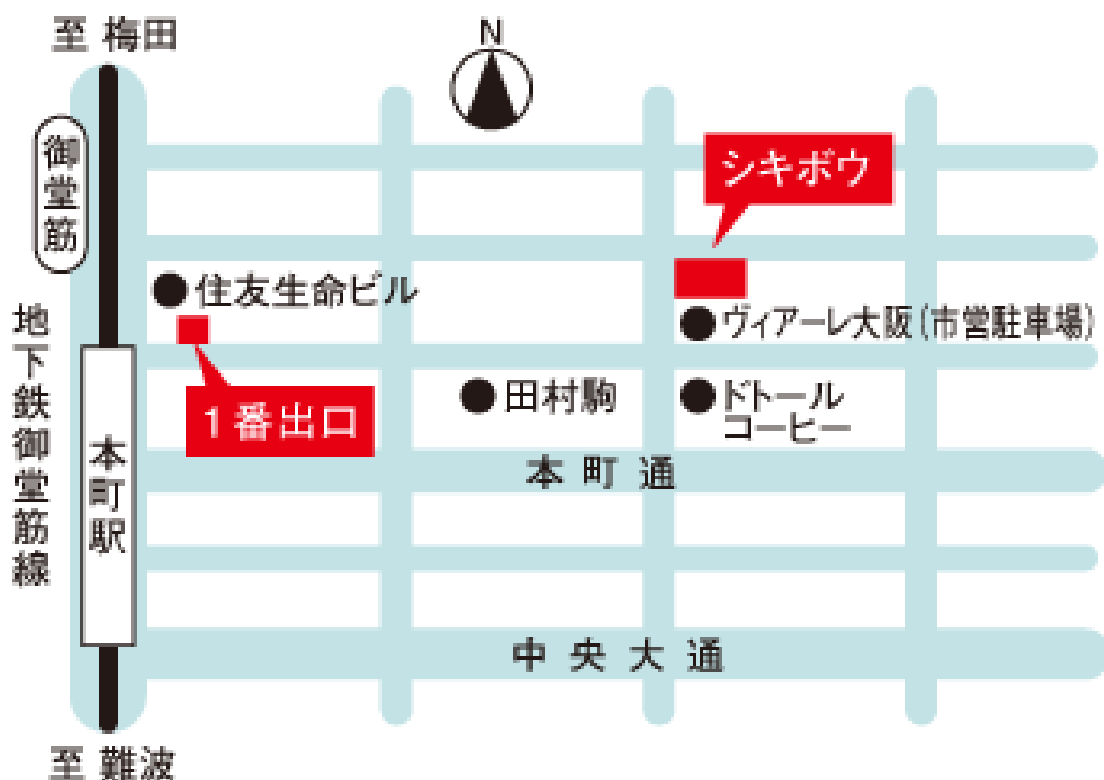 至 梅田
N
御堂筋
シキボウ
住友生命ビル
ヴィアーレ大阪(市営駐車場)
地下鉄御堂筋線
1番出口
田村駒
ドトール
コーヒー
本町駅
本町通
中央大通
至 難波